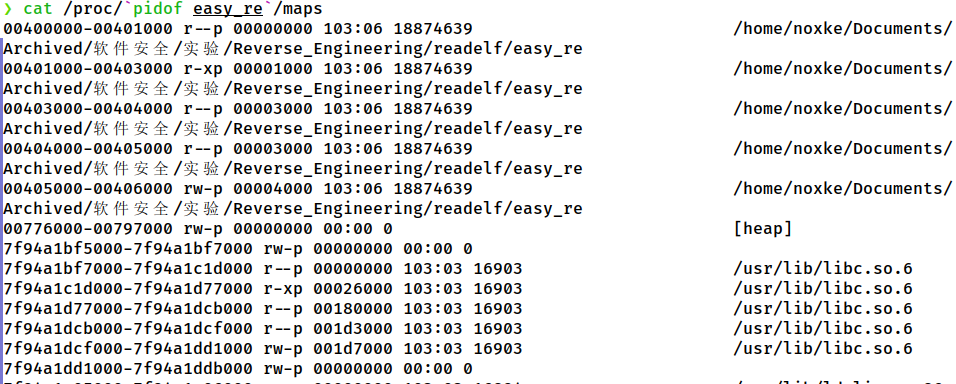 ❯ cat /proc/`pidof easy_re`/maps
00400000-00401000 r--p 00000000 103:06 18874639 /home/noxke/Documents/
Archived/软件安全/实验/Reverse_Engineering/readelf/easy_re
00401000-00403000 r-xp 00001000 103:06 18874639 /home/noxke/Documents/
Archived/软件安全/实验/Reverse_Engineering/readelf/easy_re
00403000-00404000 r--p 00003000 103:06 18874639 /home/noxke/Documents/
Archived/软件安全/实验/Reverse_Engineering/readelf/easy_re
00404000-00405000 r--p 00003000 103:06 18874639 /home/noxke/Documents/
Archived/软件安全/实验/Reverse_Engineering/readelf/easy_re
00405000-00406000 rw-p 00004000 103:06 18874639 /home/noxke/Documents/
Archived/软件安全/实验/Reverse_Engineering/readelf/easy_re
00776000-00797000 rw-p 00000000 00:00 0 [heap]
7f94a1bf5000-7f94a1bf7000 rw-p 00000000 00:00 0
7f94a1bf7000-7f94a1c1d000 r--p 00000000 103:03 16903 /usr/lib/libc.so.6
7f94a1c1d000-7f94a1d77000 r-xp 00026000 103:03 16903 /usr/lib/libc.so.6
7f94a1d77000-7f94a1dcb000 r--p 00180000 103:03 16903 /usr/lib/libc.so.6
7f94a1dcb000-7f94a1dcf000 r--p 001d3000 103:03 16903 /usr/lib/libc.so.6
7f94a1dcf000-7f94a1dd1000 rw-p 001d7000 103:03 16903 /usr/lib/libc.so.6
7f94a1dd1000-7f94a1ddb000 rw-p 00000000 00:00 0